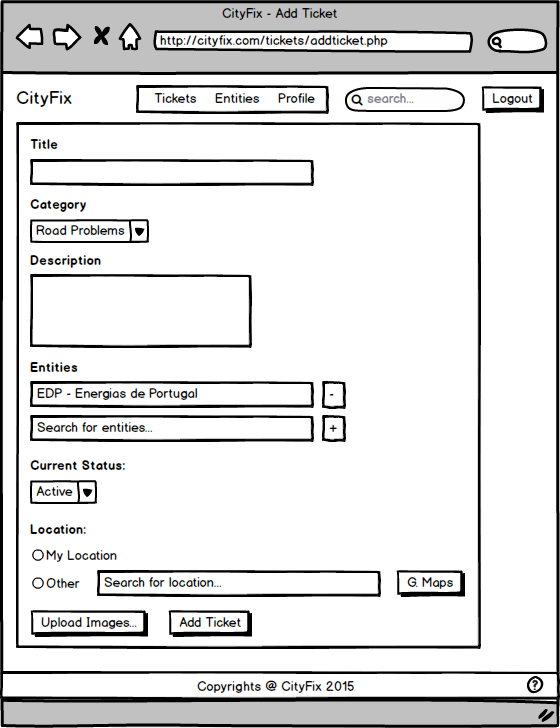 CityFix - Add Ticket
http://cityfix.com/tickets/addticket.php
CityFix
Tickets Entities Profile
search...
Logout
Title
Category
Road Problems
Description
Entities
EDP - Energias de Portugal
-
Search for entities...
+
Current Status:
Active
Location:
My Location
Other
Search for location...
G. Maps
Upload Images...
Add Ticket
Copyrights @ CityFix 2015
?